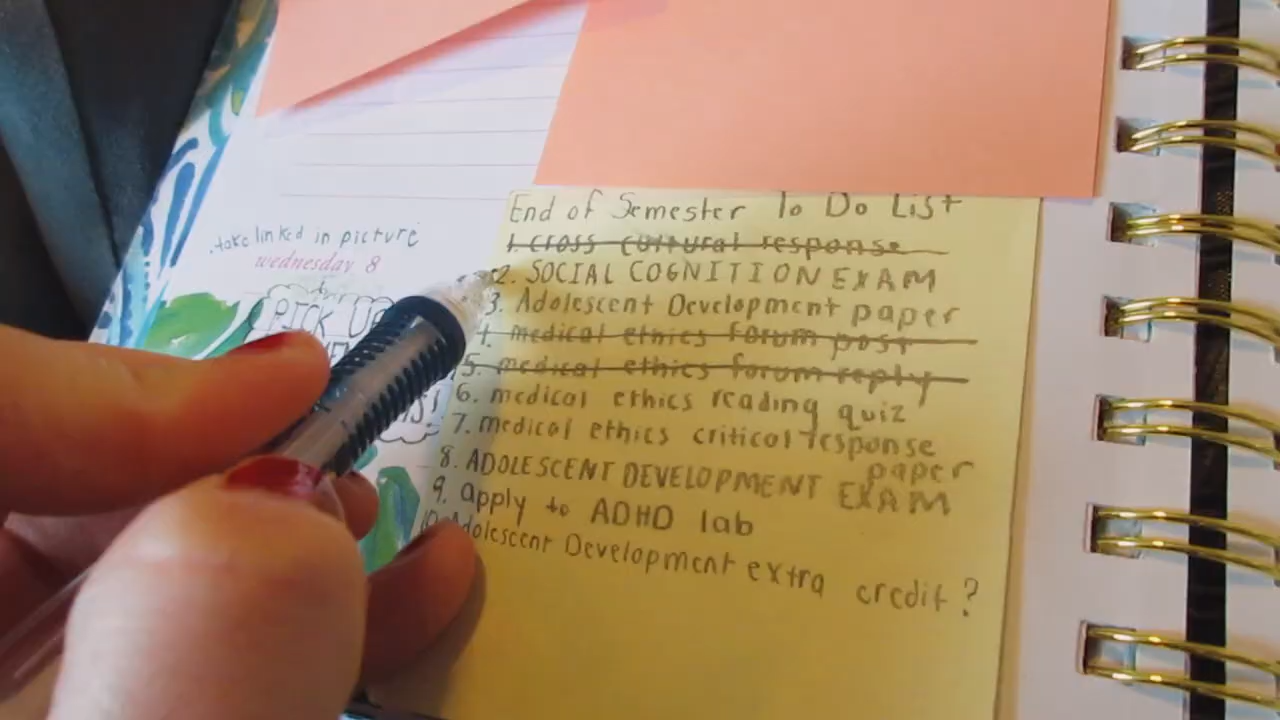 .take linked in picture
wednesday 8
PICK UP
End of Semester To Do List
1. cross cultural response
2. SOCIAL COGNITION EXAM
3. Adolescent Development paper
4. medical ethics forum post
5. medical ethics forum reply
6. medical ethics reading quiz
7. medical ethics critical response
paper
8. ADOLESCENT DEVELOPMENT EXAM
9. apply to ADHD lab
10. Adolescent Development extra credit?